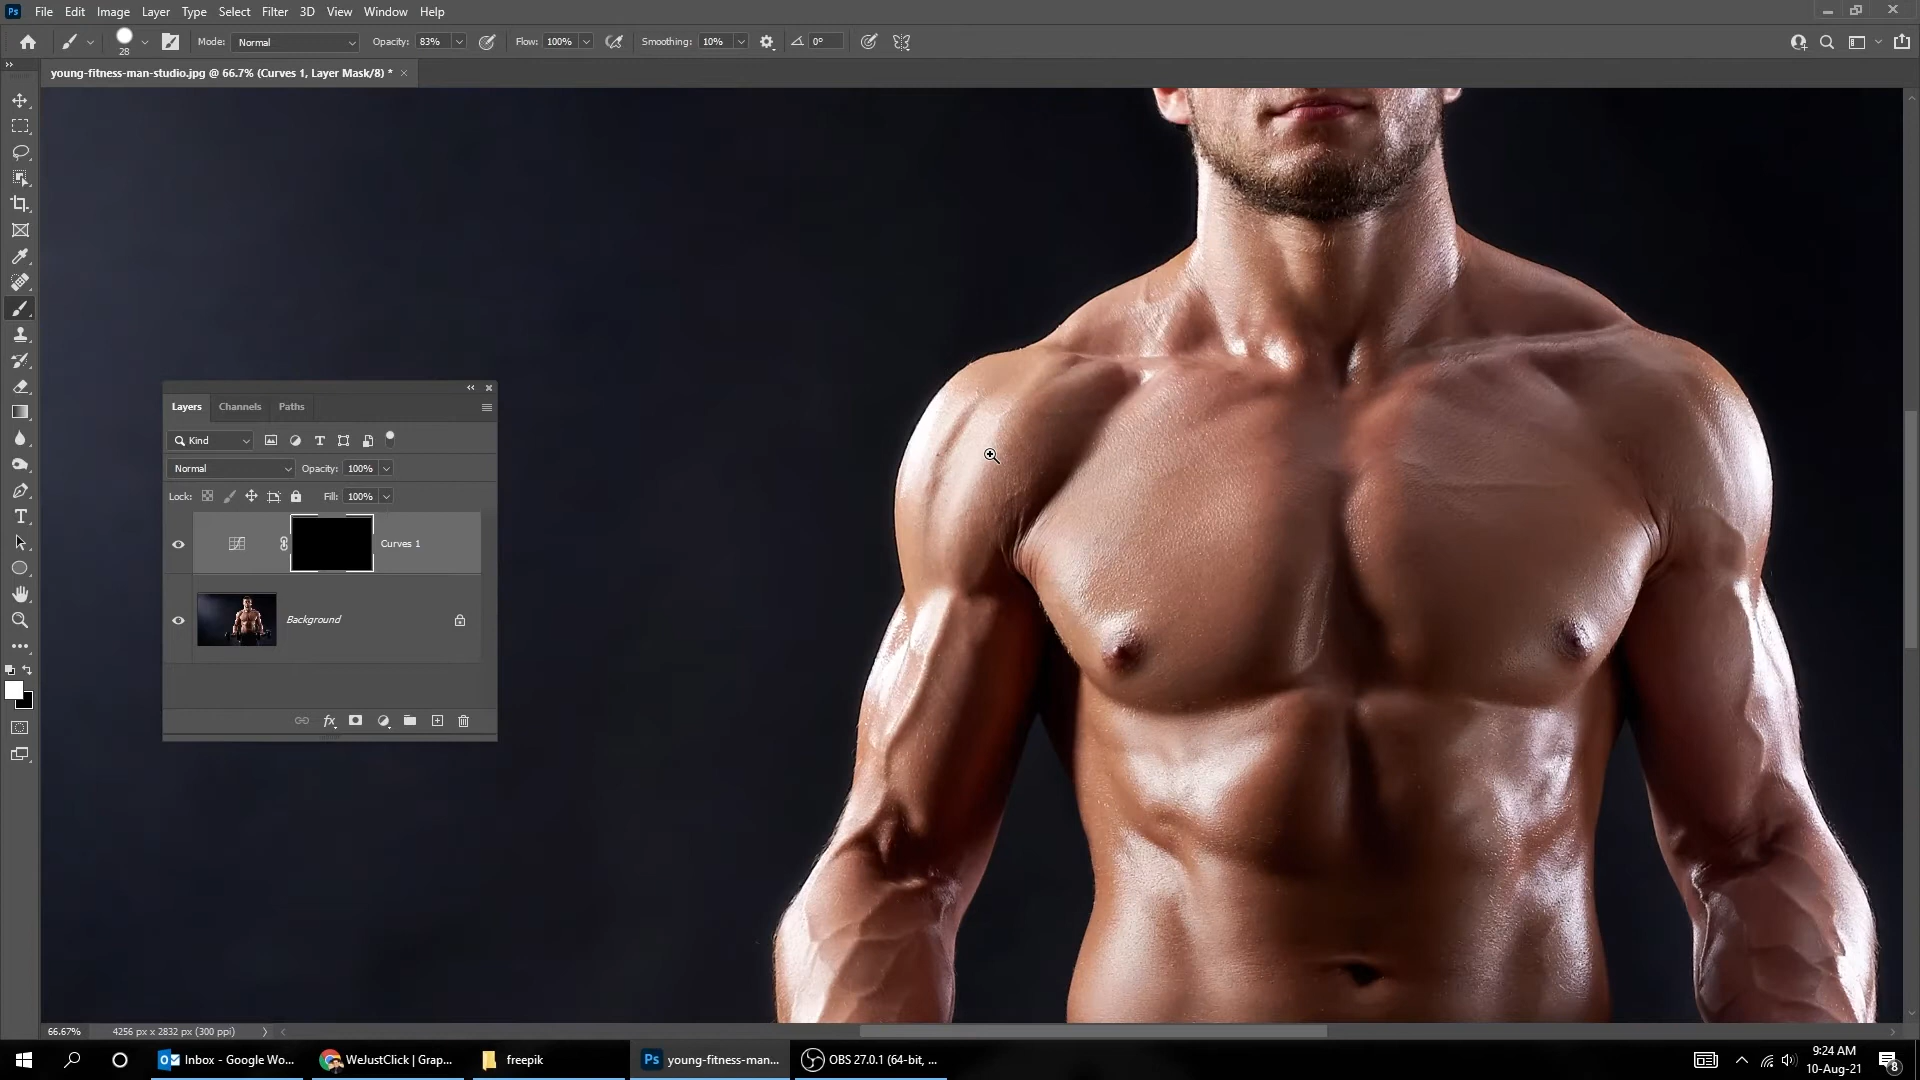 Ps File Edit Image Layer Type Select Filter 3D View Window Help
28 Mode: Normal Opacity: 83% Flow: 100% Smoothing: 10% 0°
young-fitness-man-studio.jpg @ 66.7% (Curves 1, Layer Mask/8) *
Layers Channels Paths
Kind
Normal Opacity: 100%
Lock: Fill: 100%
Curves 1
Background
fx
66.67% 4256 px x 2832 px (300 ppi)
Inbox - Google Wo... WeJustClick | Grap... freepik Ps young-fitness-man... OBS 27.0.1 (64-bit, ...
9:24 AM
10-Aug-21
8